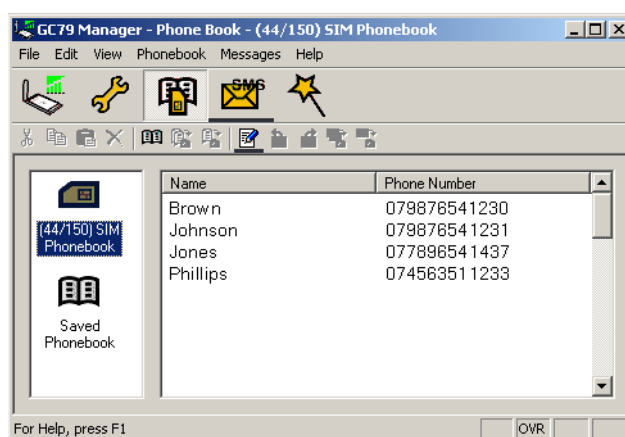 GC79 Manager - Phone Book - (44/150) SIM Phonebook
File Edit View Phonebook Messages Help
SMS
Name Phone Number
Brown 079876541230
Johnson 079876541231
Jones 077896541437
Phillips 074563511233
(44/150) SIM
Phonebook
Saved
Phonebook
For Help, press F1 OVR